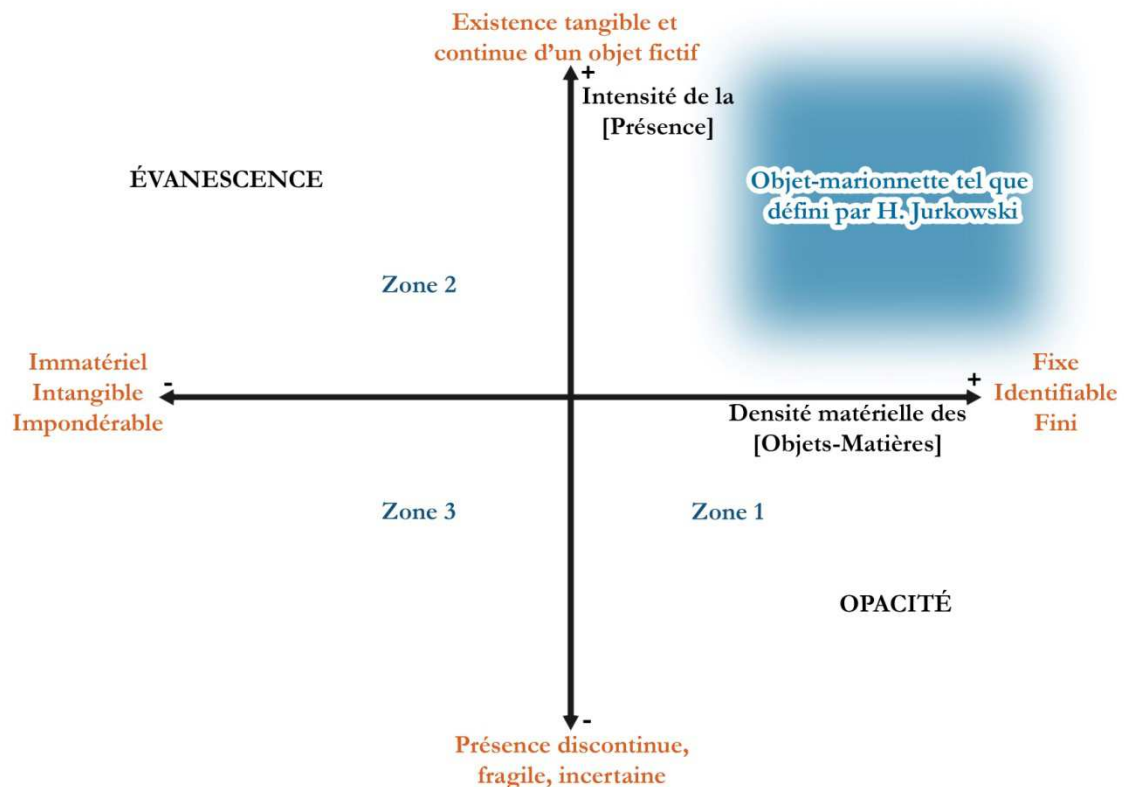 Existence tangible et
continue d'un objet fictif
+
Intensité de la
[Présence]
ÉVANESCENCE
Objet-marionnette tel que
défini par H. Jurkowski
Zone 2
Immatériel
Intangible
Impondérable
-
+
Fixe
Identifiable
Fini
Densité matérielle des
[Objets-Matières]
Zone 3
Zone 1
OPACITÉ
-
Présence discontinue,
fragile, incertaine